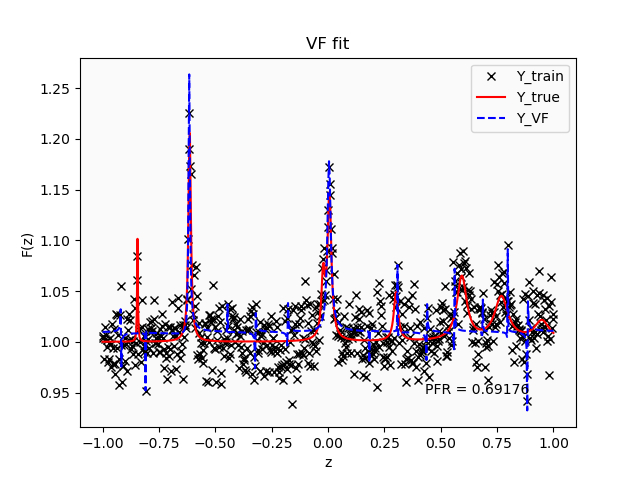 VF fit
Y_train
Y_true
Y_VF
F(z)
1.25
1.20
1.15
1.10
1.05
1.00
0.95
PFR = 0.69176
−1.00 −0.75 −0.50 −0.25 0.00 0.25 0.50 0.75 1.00
z